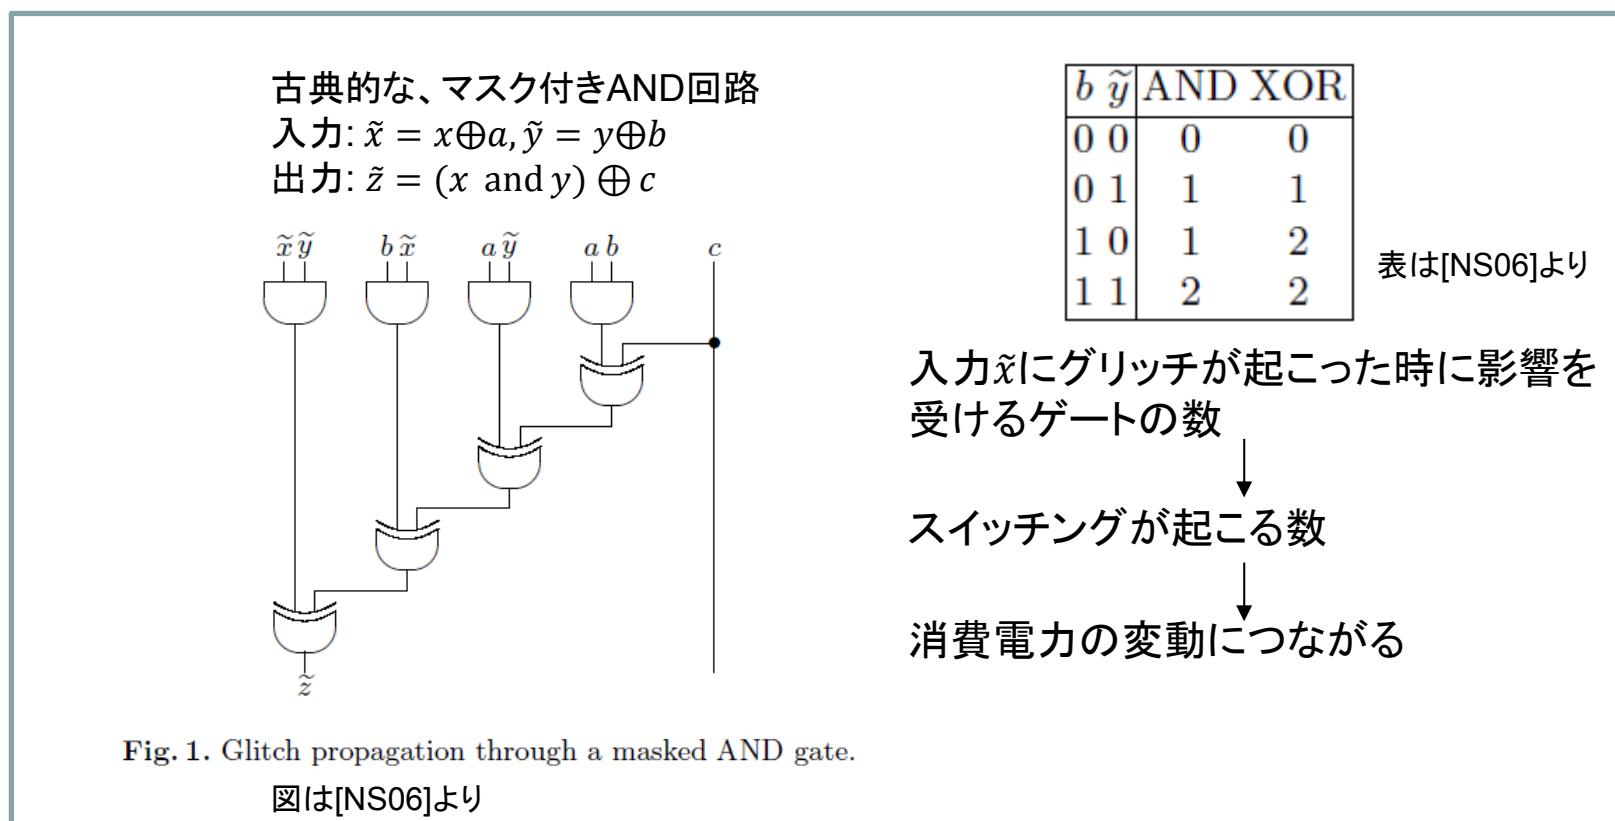 古典的な、マスク付きAND回路
入力: x̃ = x⊕a, ỹ = y⊕b
出力: z̃ = (x and y) ⊕ c
x̃ ỹ b x̃ a ỹ a b c
z̃
Fig. 1. Glitch propagation through a masked AND gate.
図は[NS06]より
b ỹ AND XOR
0 0 0 0
0 1 1 1
1 0 1 2
1 1 2 2
表は[NS06]より
入力x̃にグリッチが起こった時に影響を
受けるゲートの数
スイッチングが起こる数
消費電力の変動につながる